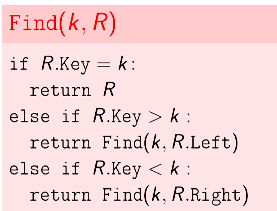 Find(k, R)
if R.Key = k:
return R
else if R.Key > k :
return Find(k, R.Left)
else if R.Key < k :
return Find(k, R.Right)